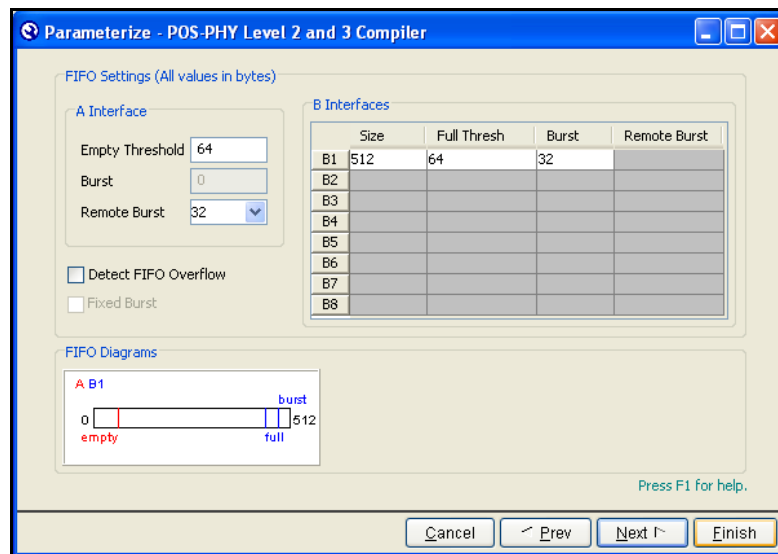 Parameterize - POS-PHY Level 2 and 3 Compiler
FIFO Settings (All values in bytes)
A Interface
Empty Threshold 64
Burst 0
Remote Burst 32
Detect FIFO Overflow
Fixed Burst
B Interfaces
Size Full Thresh Burst Remote Burst
B1 512 64 32
B2
B3
B4
B5
B6
B7
B8
FIFO Diagrams
A B1
burst
0 512
empty full
Press F1 for help.
Cancel Prev Next Finish